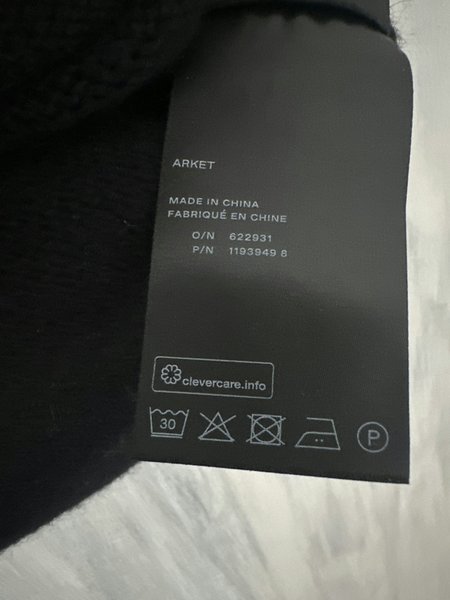 ARKET
MADE IN CHINA
FABRIQUÉ EN CHINE
O/N 622931
P/N 1193949 8
clevercare.info
30
P